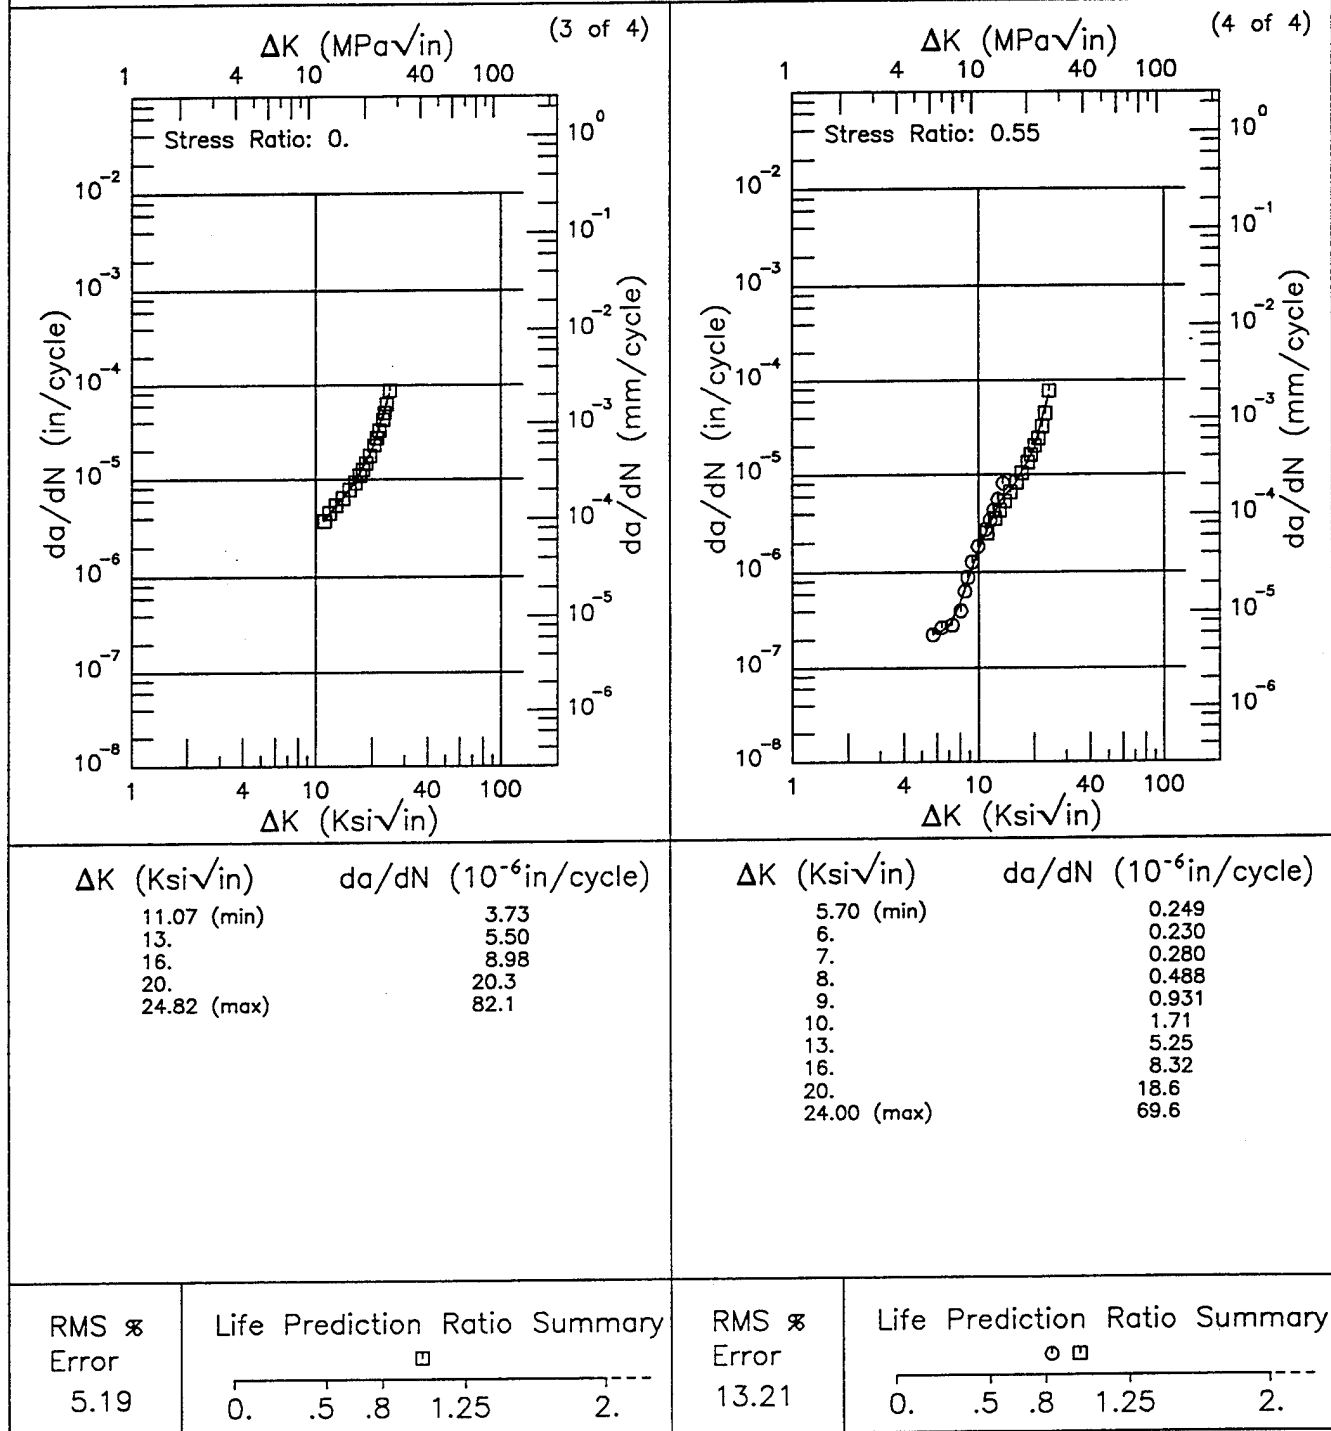 (3 of 4)
ΔK (MPa√in)
1 4 10 40 100
Stress Ratio: 0.
10⁻²
10⁻³
10⁻⁴
10⁻⁵
10⁻⁶
10⁻⁷
10⁻⁸
da/dN (in/cycle)
10⁰
10⁻¹
10⁻²
10⁻³
10⁻⁴
10⁻⁵
10⁻⁶
da/dN (mm/cycle)
1 4 10 40 100
ΔK (Ksi√in)
ΔK (Ksi√in) da/dN (10⁻⁶in/cycle)
11.07 (min) 3.73
13. 5.50
16. 8.98
20. 20.3
24.82 (max) 82.1
RMS %
Error
5.19
Life Prediction Ratio Summary
0. .5 .8 1.25 2.
(4 of 4)
ΔK (MPa√in)
1 4 10 40 100
Stress Ratio: 0.55
10⁻²
10⁻³
10⁻⁴
10⁻⁵
10⁻⁶
10⁻⁷
10⁻⁸
da/dN (in/cycle)
10⁰
10⁻¹
10⁻²
10⁻³
10⁻⁴
10⁻⁵
10⁻⁶
da/dN (mm/cycle)
1 4 10 40 100
ΔK (Ksi√in)
ΔK (Ksi√in) da/dN (10⁻⁶in/cycle)
5.70 (min) 0.249
6. 0.230
7. 0.280
8. 0.488
9. 0.931
10. 1.71
13. 5.25
16. 8.32
20. 18.6
24.00 (max) 69.6
RMS %
Error
13.21
Life Prediction Ratio Summary
0. .5 .8 1.25 2.